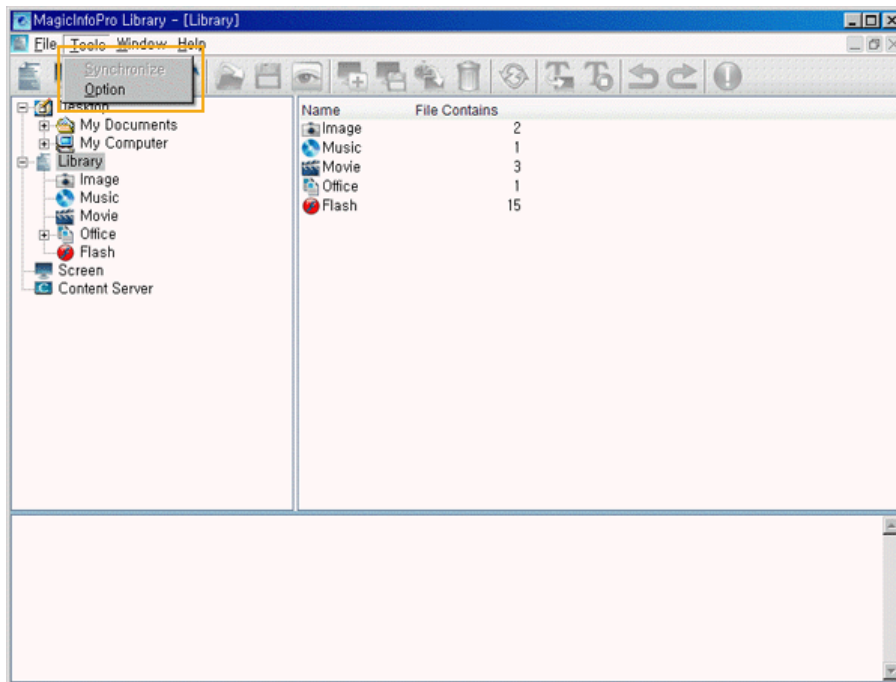 MagicInfoPro Library - [Library]
File Tools Window Help
Synchronize
Option
Desktop
My Documents
My Computer
Library
Image
Music
Movie
Office
Flash
Screen
Content Server
Name File Contains
Image 2
Music 1
Movie 3
Office 1
Flash 15